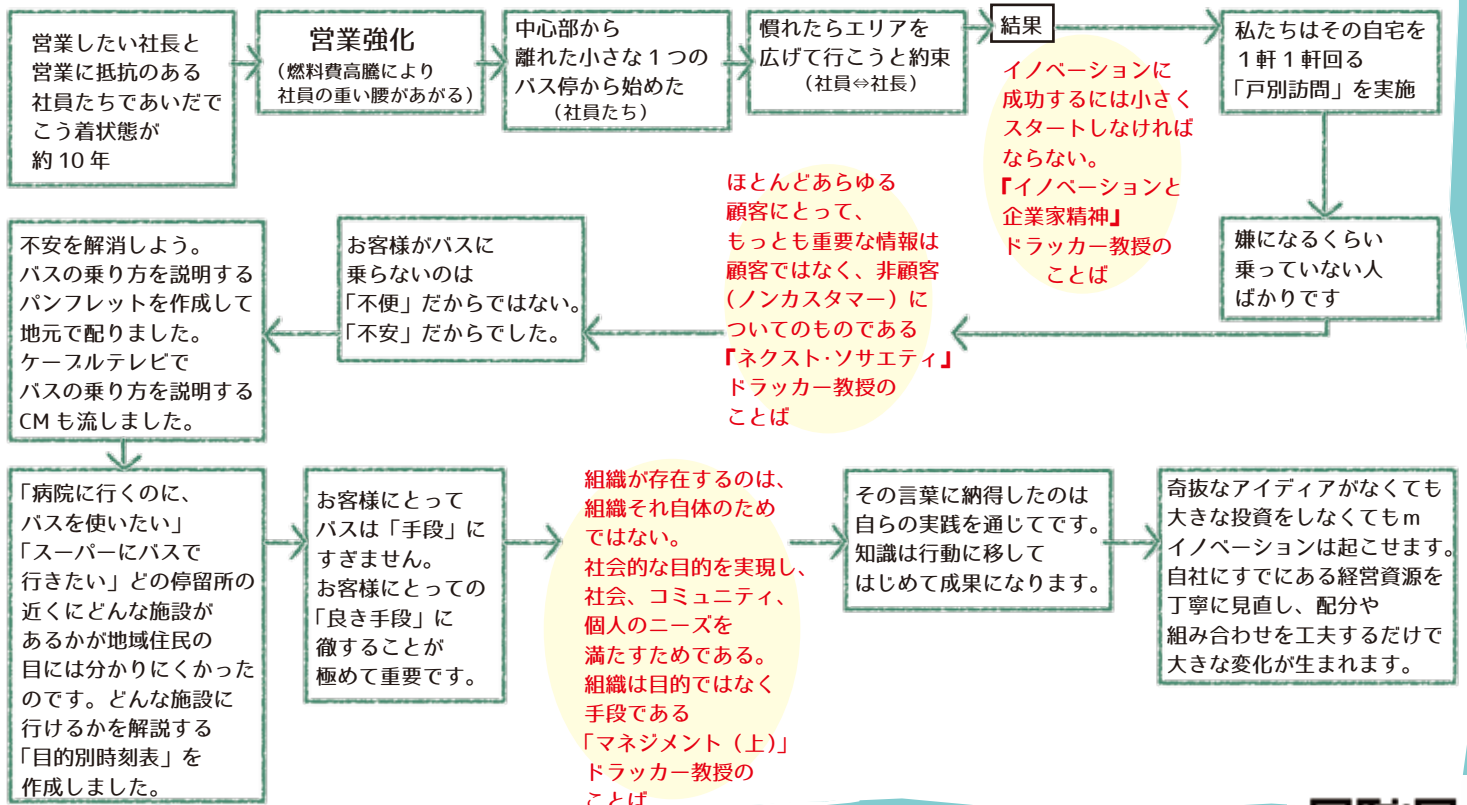 営業したい社長と
営業に抵抗のある
社員たちであいだで
こう着状態が
約10年
営業強化
(燃料費高騰により
社員の重い腰があがる)
中心部から
離れた小さな1つの
バス停から始めた
(社員たち)
慣れたらエリアを
広げて行こうと約束
(社員⇔社長)
結果
イノベーションに
成功するには小さく
スタートしなければ
ならない。
『イノベーションと
企業家精神』
ドラッカー教授の
ことば
私たちはその自宅を
1軒1軒回る
「戸別訪問」を実施
嫌になるくらい
乗っていない人
ばかりです
ほとんどあらゆる
顧客にとって、
もっとも重要な情報は
顧客ではなく、非顧客
(ノンカスタマー)に
ついてのものである
『ネクスト・ソサエティ』
ドラッカー教授の
ことば
お客様がバスに
乗らないのは
「不便」だからではない。
「不安」だからでした。
不安を解消しよう。
バスの乗り方を説明する
パンフレットを作成して
地元で配りました。
ケーブルテレビで
バスの乗り方を説明する
CMも流しました。
「病院に行くのに、
バスを使いたい」
「スーパーにバスで
行きたい」どの停留所の
近くにどんな施設が
あるかが地域住民の
目には分かりにくかった
のです。どんな施設に
行けるかを解説する
「目的別時刻表」を
作成しました。
お客様にとって
バスは「手段」に
すぎません。
お客様にとっての
「良き手段」に
徹することが
極めて重要です。
組織が存在するのは、
組織それ自体のため
ではない。
社会的な目的を実現し、
社会、コミュニティ、
個人のニーズを
満たすためである。
組織は目的ではなく
手段である
「マネジメント(上)」
ドラッカー教授の
ことば
その言葉に納得したのは
自らの実践を通じてです。
知識は行動に移して
はじめて成果になります。
奇抜なアイディアがなくても
大きな投資をしなくてもm
イノベーションは起こせます。
自社にすでにある経営資源を
丁寧に見直し、配分や
組み合わせを工夫するだけで
大きな変化が生まれます。